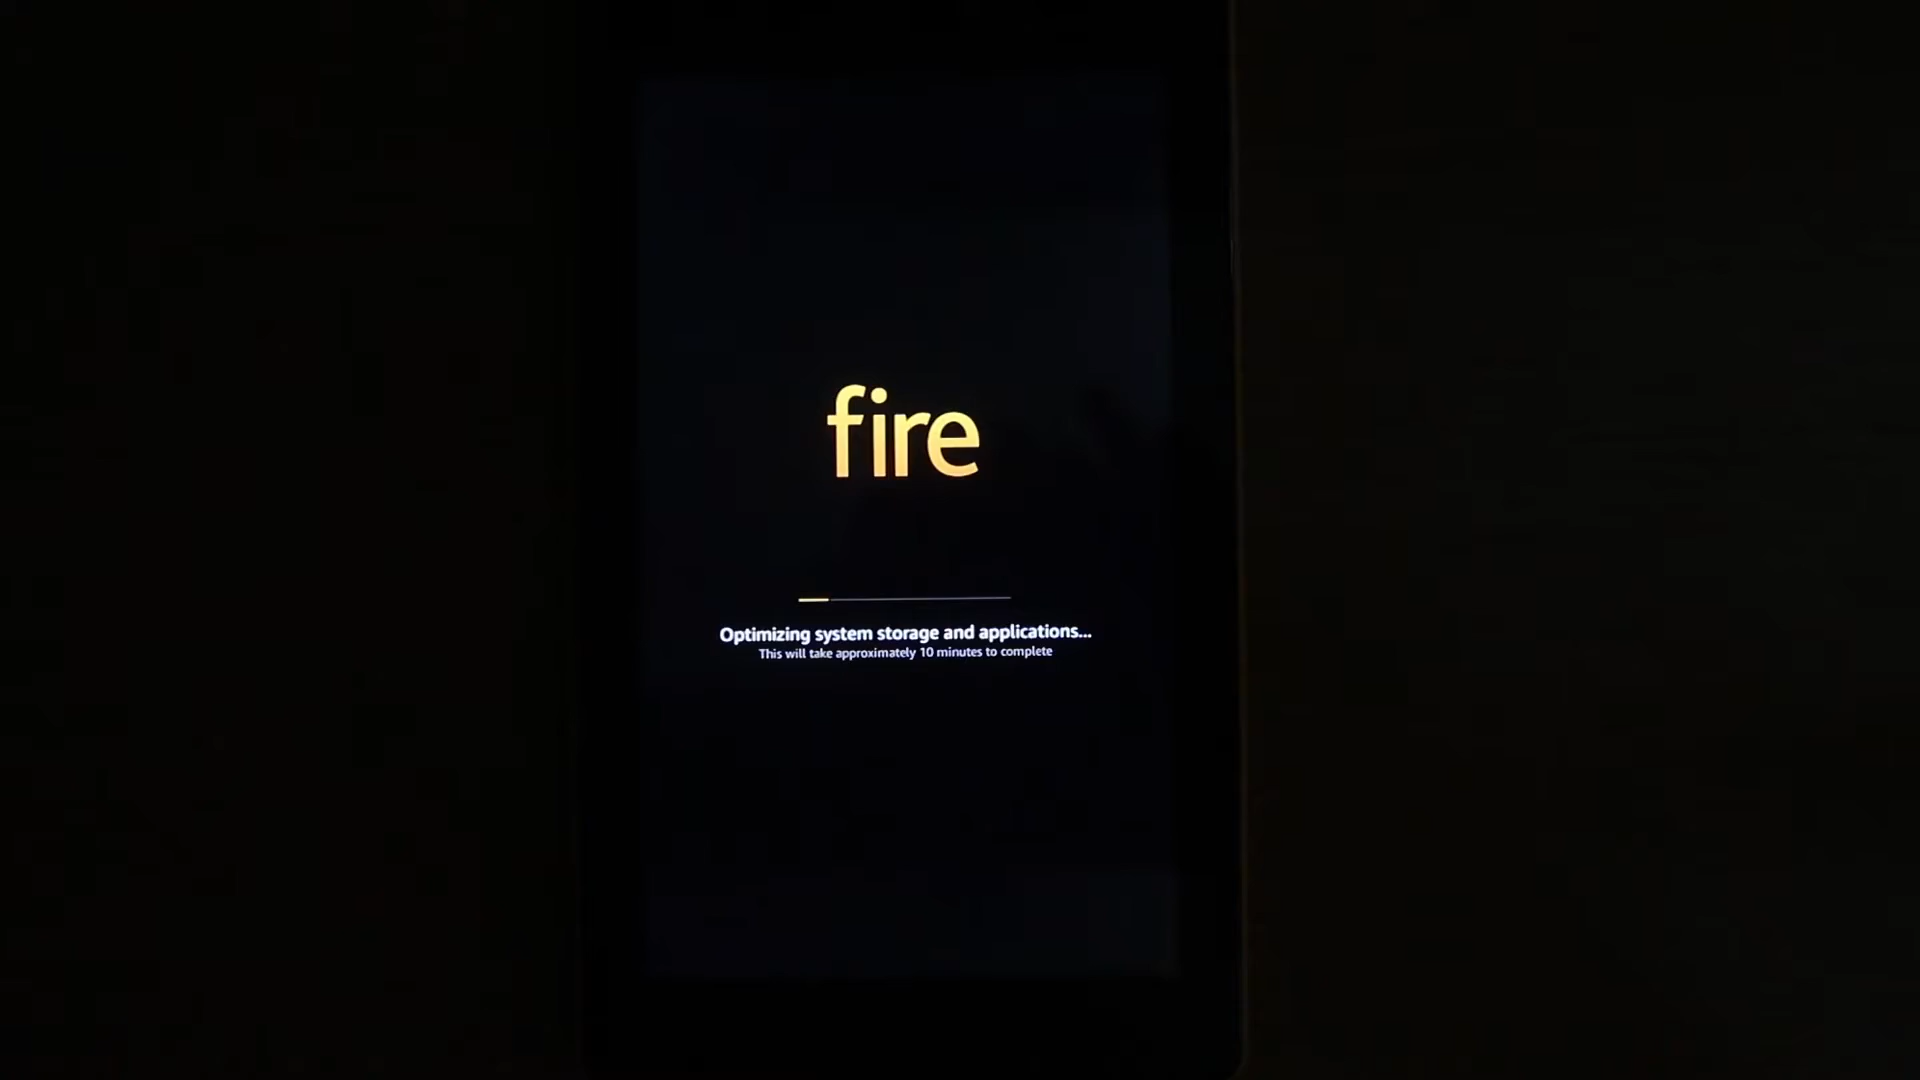 fire
Optimizing system storage and applications...
This will take approximately 10 minutes to complete